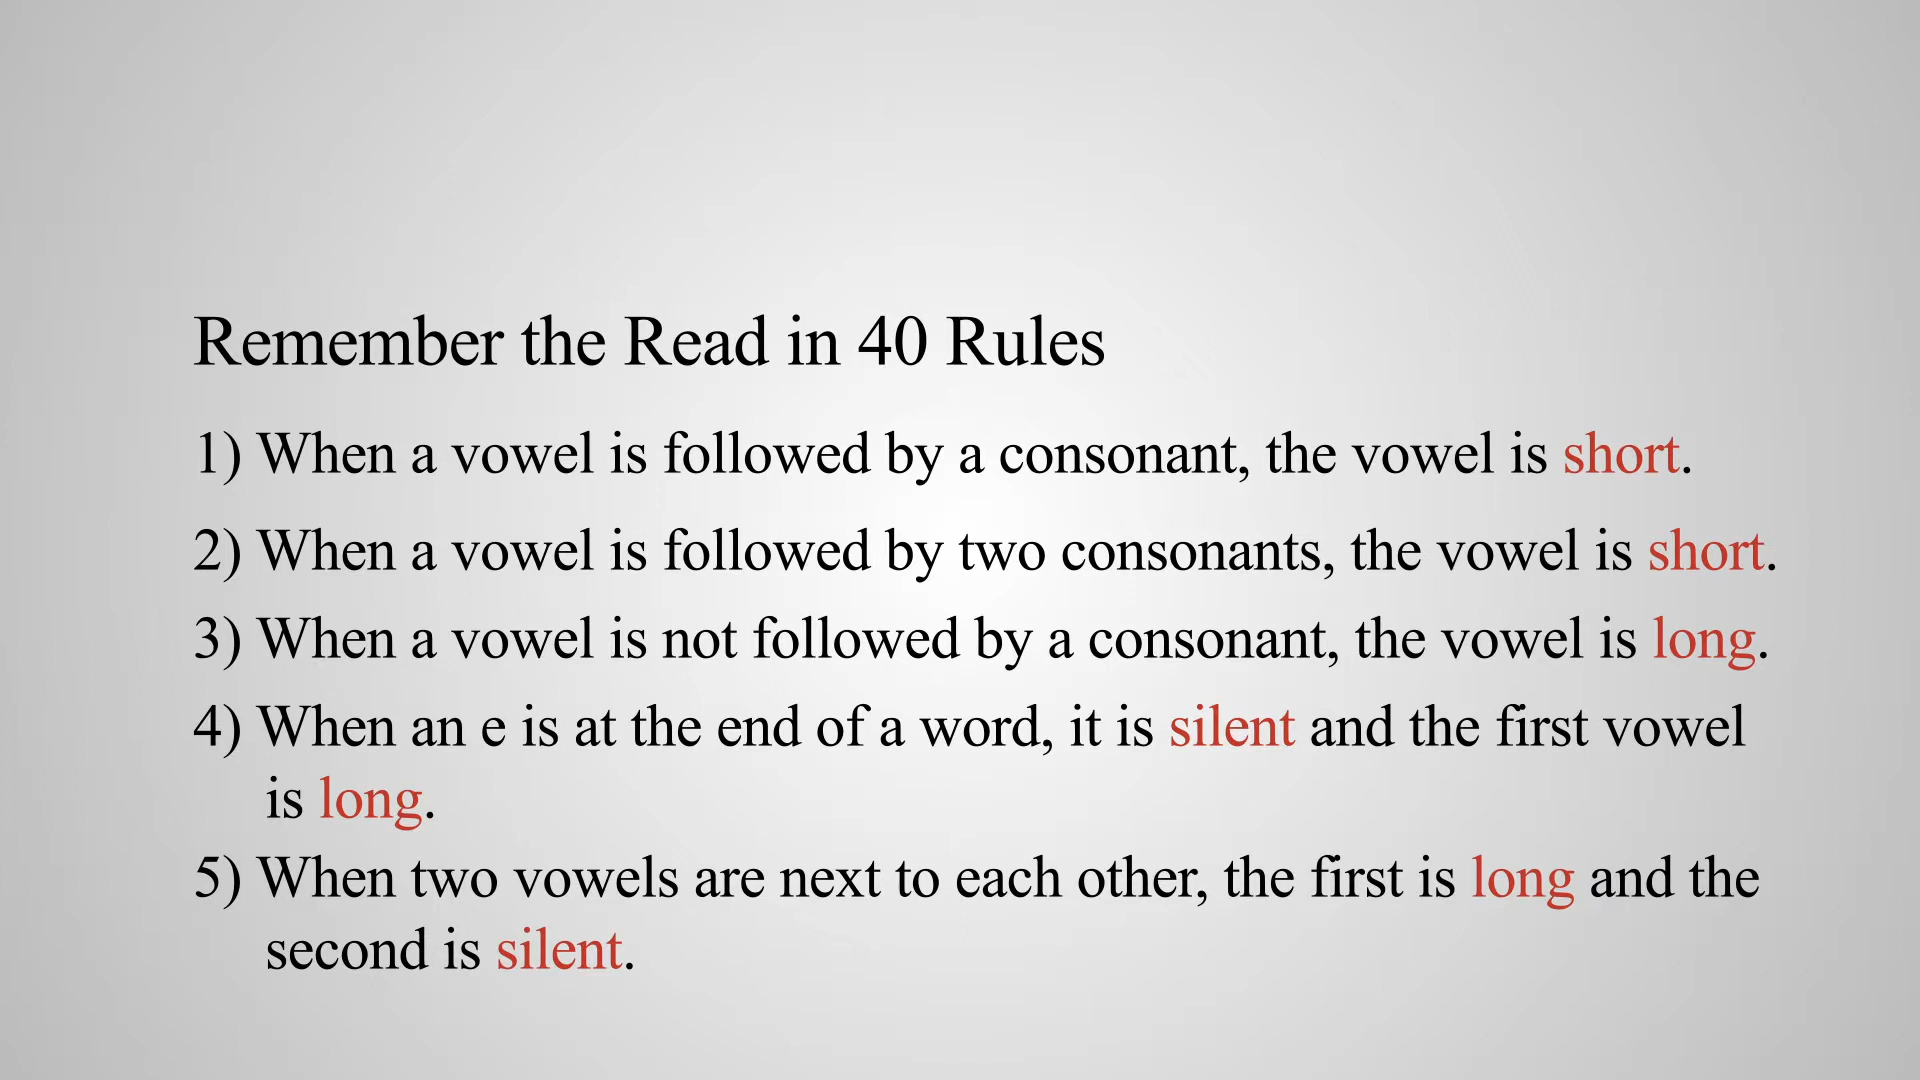 Remember the Read in 40 Rules
1) When a vowel is followed by a consonant, the vowel is short.
2) When a vowel is followed by two consonants, the vowel is short.
3) When a vowel is not followed by a consonant, the vowel is long.
4) When an e is at the end of a word, it is silent and the first vowel
is long.
5) When two vowels are next to each other, the first is long and the
second is silent.